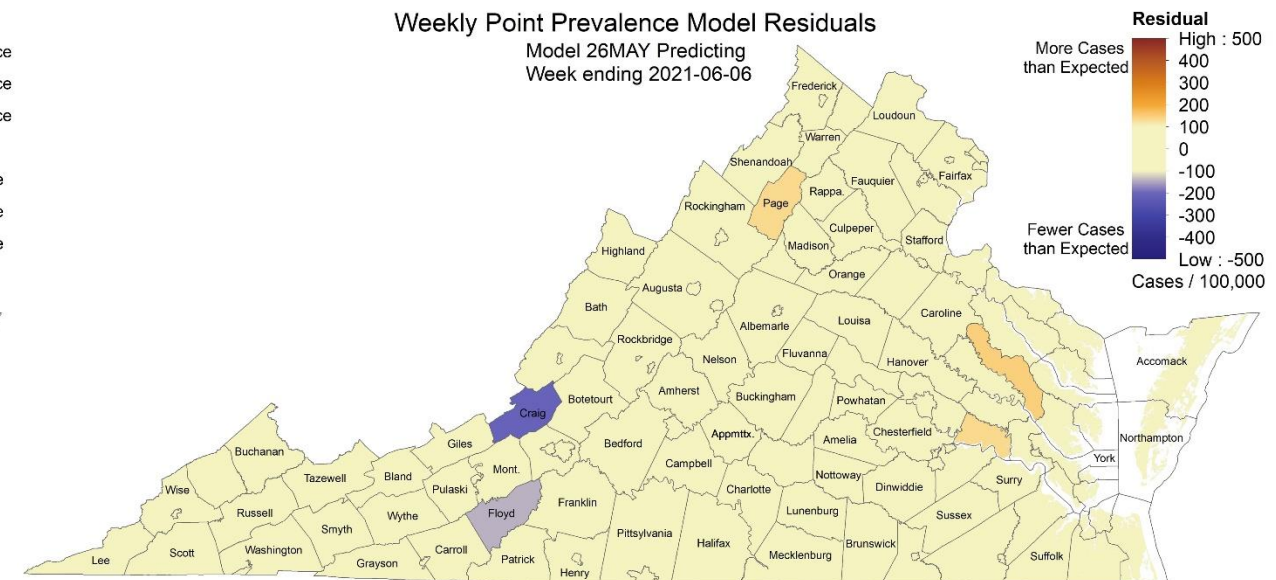 Weekly Point Prevalence Model Residuals
Model 26MAY Predicting
Week ending 2021-06-06
ce
ce
ce
e
e
e
Residual
More Cases
than Expected
High : 500
400
300
200
100
0
-100
-200
-300
-400
Low : -500
Fewer Cases
than Expected
Cases / 100,000
Frederick
Loudoun
Warren
Shenandoah
Fairfax
Fauquier
Rappa.
Page
Rockingham
Culpeper
Stafford
Madison
Highland
Orange
Augusta
Bath
Caroline
Louisa
Albemarle
Rockbridge
Fluvanna
Nelson
Hanover
Accomack
Amherst
Buckingham
Botetourt
Powhatan
Craig
Chesterfield
Appmttx.
Amelia
Northampton
Giles
Bedford
Buchanan
York
Campbell
Mont.
Tazewell
Bland
Nottoway
Surry
Pulaski
Dinwiddie
Charlotte
Wise
Franklin
Russell
Floyd
Lunenburg
Wythe
Sussex
Smyth
Pittsylvania
Halifax
Brunswick
Washington
Carroll
Scott
Mecklenburg
Suffolk
Lee
Grayson
Patrick
Henry